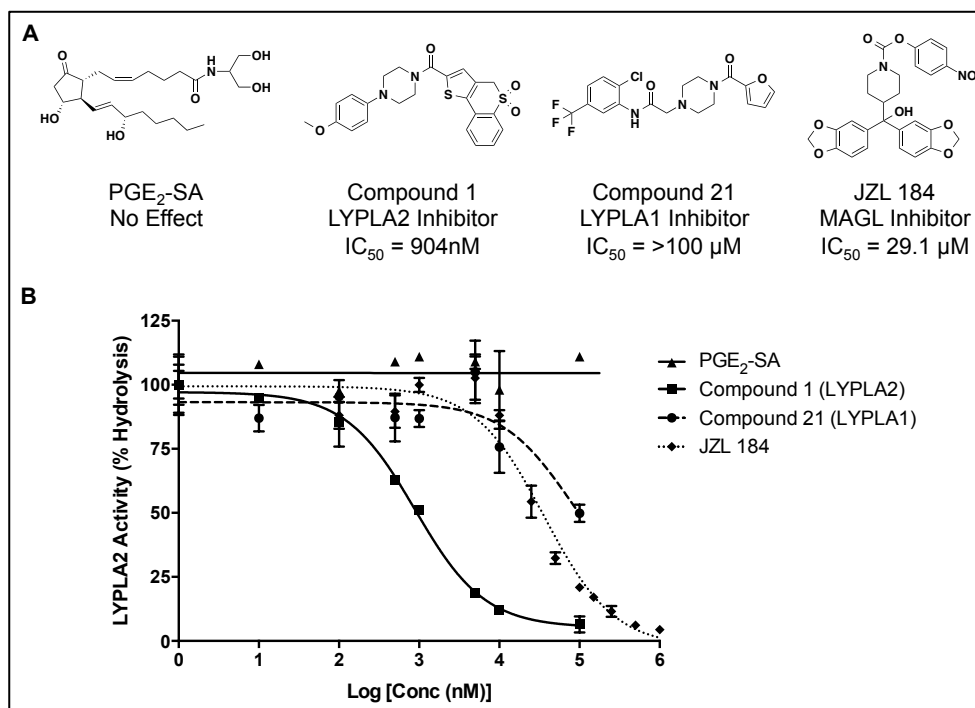 A
PGE₂-SA
No Effect
Compound 1
LYPLA2 Inhibitor
IC₅₀ = 904nM
Compound 21
LYPLA1 Inhibitor
IC₅₀ = >100 µM
JZL 184
MAGL Inhibitor
IC₅₀ = 29.1 µM
O
N
H
OH
OH
HO
HO
O
N
N
O
S
S
O
O
Cl
O
N
H
F
F
F
N
N
O
O
O
O
N
O
NO
OH
O
O
O
O
B
LYPLA2 Activity (% Hydrolysis)
125
100
75
50
25
0
0 1 2 3 4 5 6
Log [Conc (nM)]
PGE₂-SA
Compound 1 (LYPLA2)
Compound 21 (LYPLA1)
JZL 184